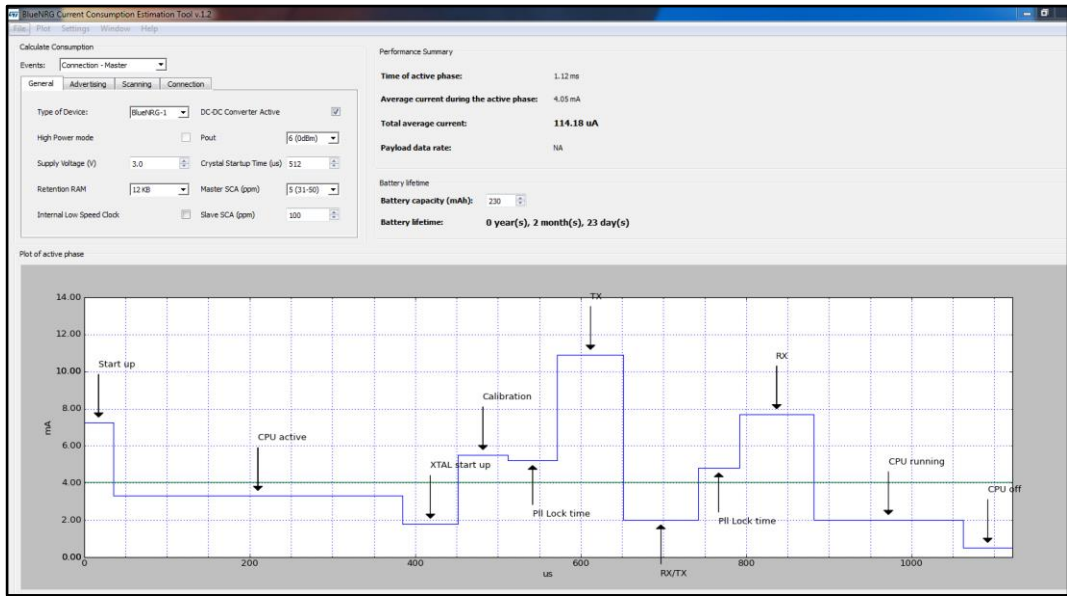 BlueNRG Current Consumption Estimation Tool v.1.2
File Plot Settings Window Help
Calculate Consumption
Events: Connection - Master
General Advertising Scanning Connection
Type of Device: BlueNRG-1 DC-DC Converter Active
High Power mode Pout 6 (0dBm)
Supply Voltage (V) 3.0 Crystal Startup Time (us) 512
Retention RAM 12 KB Master SCA (ppm) 5 (31-50)
Internal Low Speed Clock Slave SCA (ppm) 100
Performance Summary
Time of active phase: 1.12 ms
Average current during the active phase: 4.05 mA
Total average current: 114.18 uA
Payload data rate: NA
Battery lifetime
Battery capacity (mAh): 230
Battery lifetime: 0 year(s), 2 month(s), 23 day(s)
Plot of active phase
14.00
12.00
10.00
8.00
6.00
4.00
2.00
0.00
mA
Start up
CPU active
XTAL start up
Calibration
Pll Lock time
TX
RX/TX
Pll Lock time
RX
CPU running
CPU off
0 200 400 600 800 1000
us